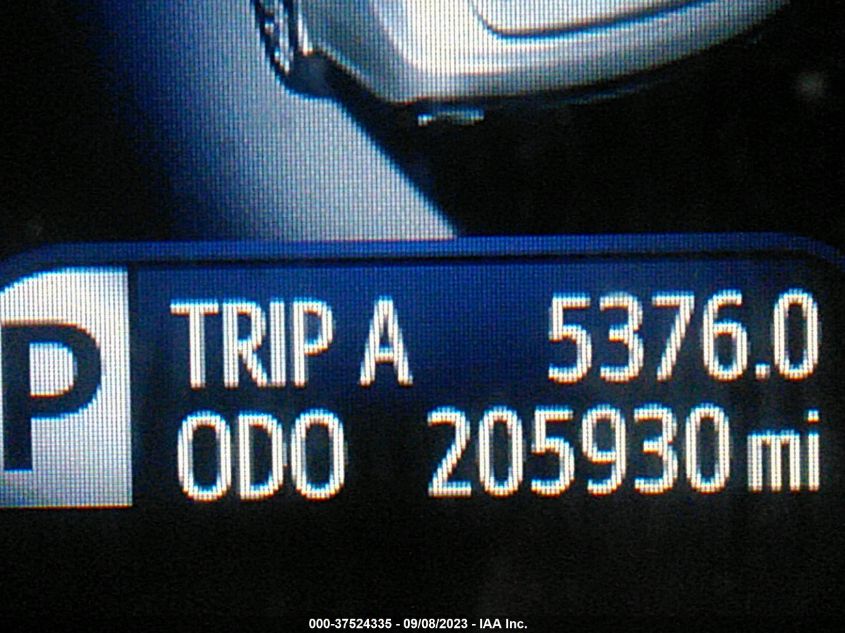 P
TRIP A 5376.0
ODO 205930 mi
000-37524335 - 09/08/2023 - IAA Inc.